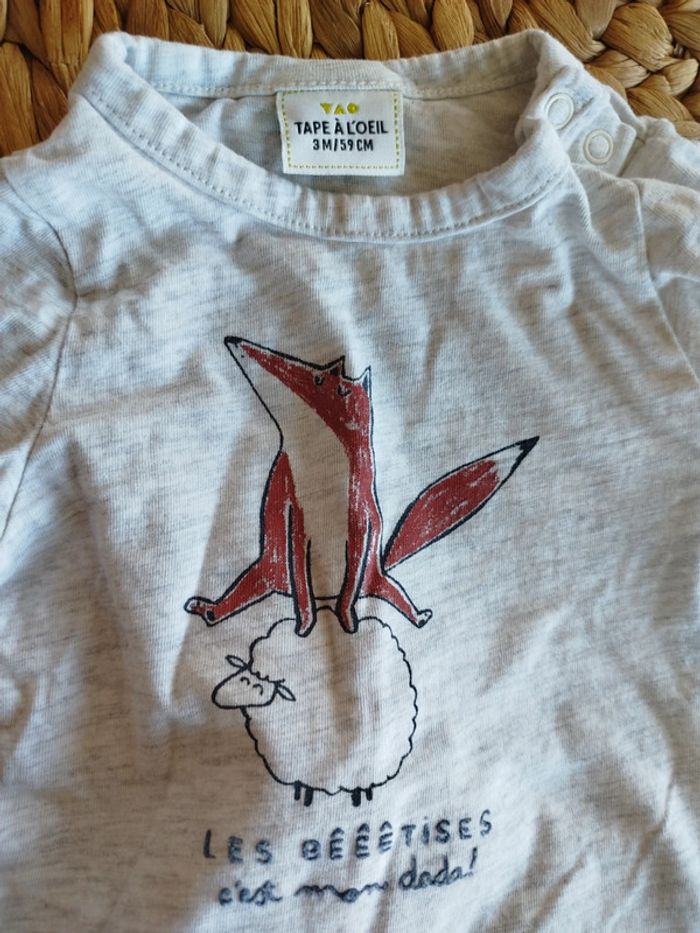 TAO
TAPE À L'OEIL
3M/59CM
LES BÊÊÊTiSES
c'est mon dada!